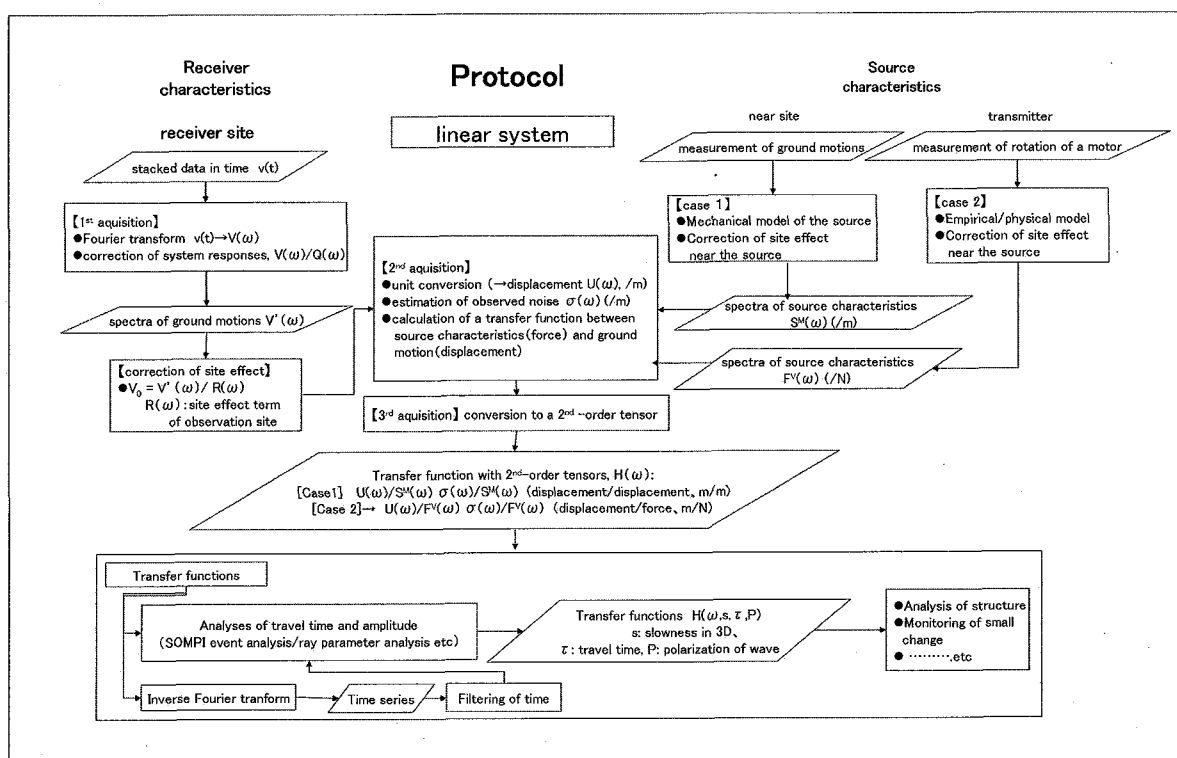 Protocol
linear system
Receiver
characteristics
receiver site
stacked data in time v(t)
【1st aquisition】
●Fourier transform v(t)→V(ω)
●correction of system responses, V(ω)/Q(ω)
spectra of ground motions V'(ω)
【correction of site effect】
●V₀ = V'(ω)/ R(ω)
R(ω):site effect term
of observation site
Source
characteristics
near site
measurement of ground motions
【case 1】
●Mechanical model of the source
●Correction of site effect
near the source
spectra of source characteristics
Sᴹ(ω)(/m)
transmitter
measurement of rotation of a motor
【case 2】
●Empirical/physical model
●Correction of site effect
near the source
spectra of source characteristics
Fⱽ(ω)(/N)
【2nd aquisition】
●unit conversion (→displacement U(ω), /m)
●estimation of observed noise σ(ω)(/m)
●calculation of a transfer function between
source characteristics(force) and ground
motion(displacement)
【3rd aquisition】 conversion to a 2nd-order tensor
Transfer function with 2nd-order tensors, H(ω):
[Case1] U(ω)/Sᴹ(ω) σ(ω)/Sᴹ(ω) (displacement/displacement、m/m)
[Case 2]→ U(ω)/Fⱽ(ω) σ(ω)/Fⱽ(ω) (displacement/force、m/N)
Transfer functions
Analyses of travel time and amplitude
(SOMPI event analysis/ray parameter analysis etc)
Inverse Fourier tranform
Time series
Filtering of time
Transfer functions H(ω,s,τ,P)
s: slowness in 3D、
τ: travel time, P: polarization of wave
●Analysis of structure
●Monitoring of small
change
●⋯⋯⋯.etc